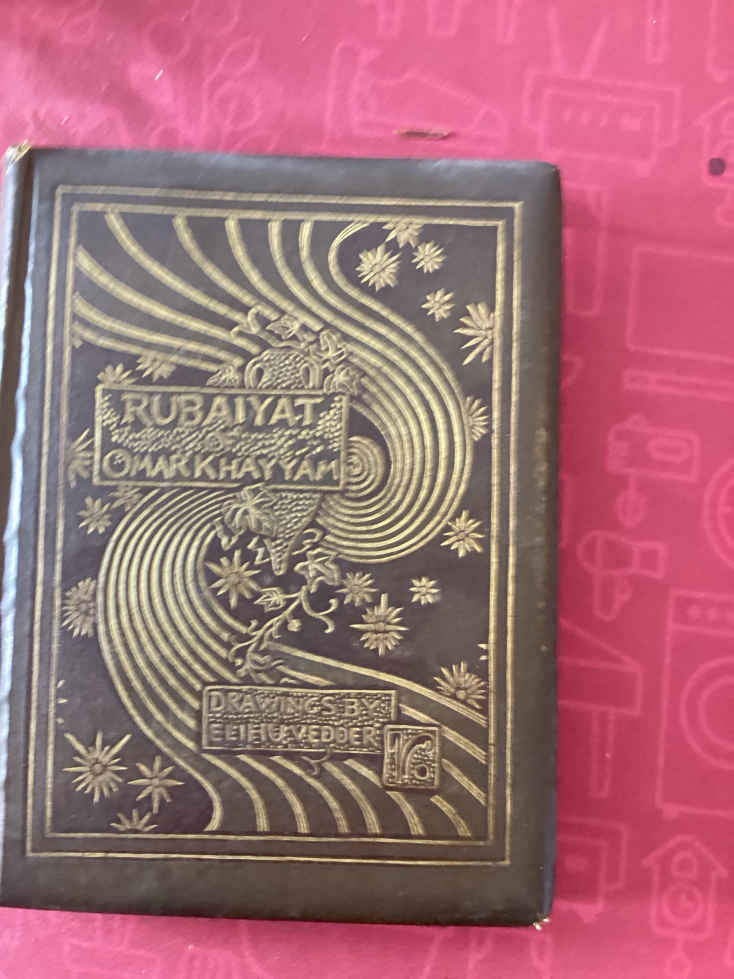 RUBAIYAT
OF
OMAR KHAYYAM
DRAWINGS BY
ELIHU VEDDER